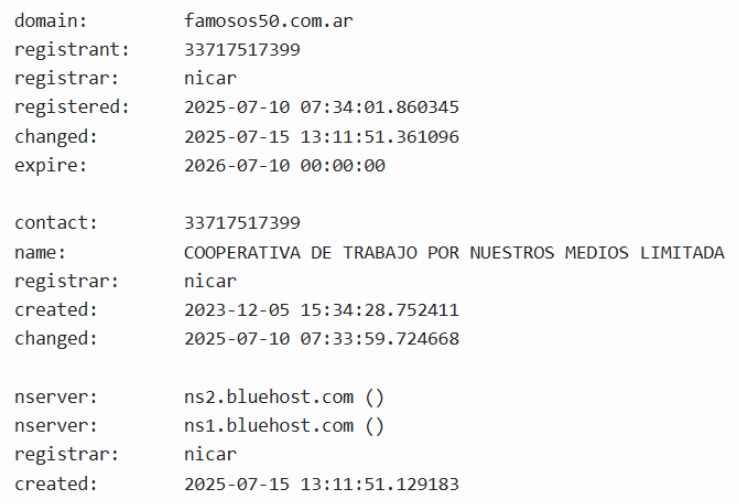 domain: famosos50.com.ar
registrant: 33717517399
registrar: nicar
registered: 2025-07-10 07:34:01.860345
changed: 2025-07-15 13:11:51.361096
expire: 2026-07-10 00:00:00
contact: 33717517399
name: COOPERATIVA DE TRABAJO POR NUESTROS MEDIOS LIMITADA
registrar: nicar
created: 2023-12-05 15:34:28.752411
changed: 2025-07-10 07:33:59.724668
nserver: ns2.bluehost.com ()
nserver: ns1.bluehost.com ()
registrar: nicar
created: 2025-07-15 13:11:51.129183